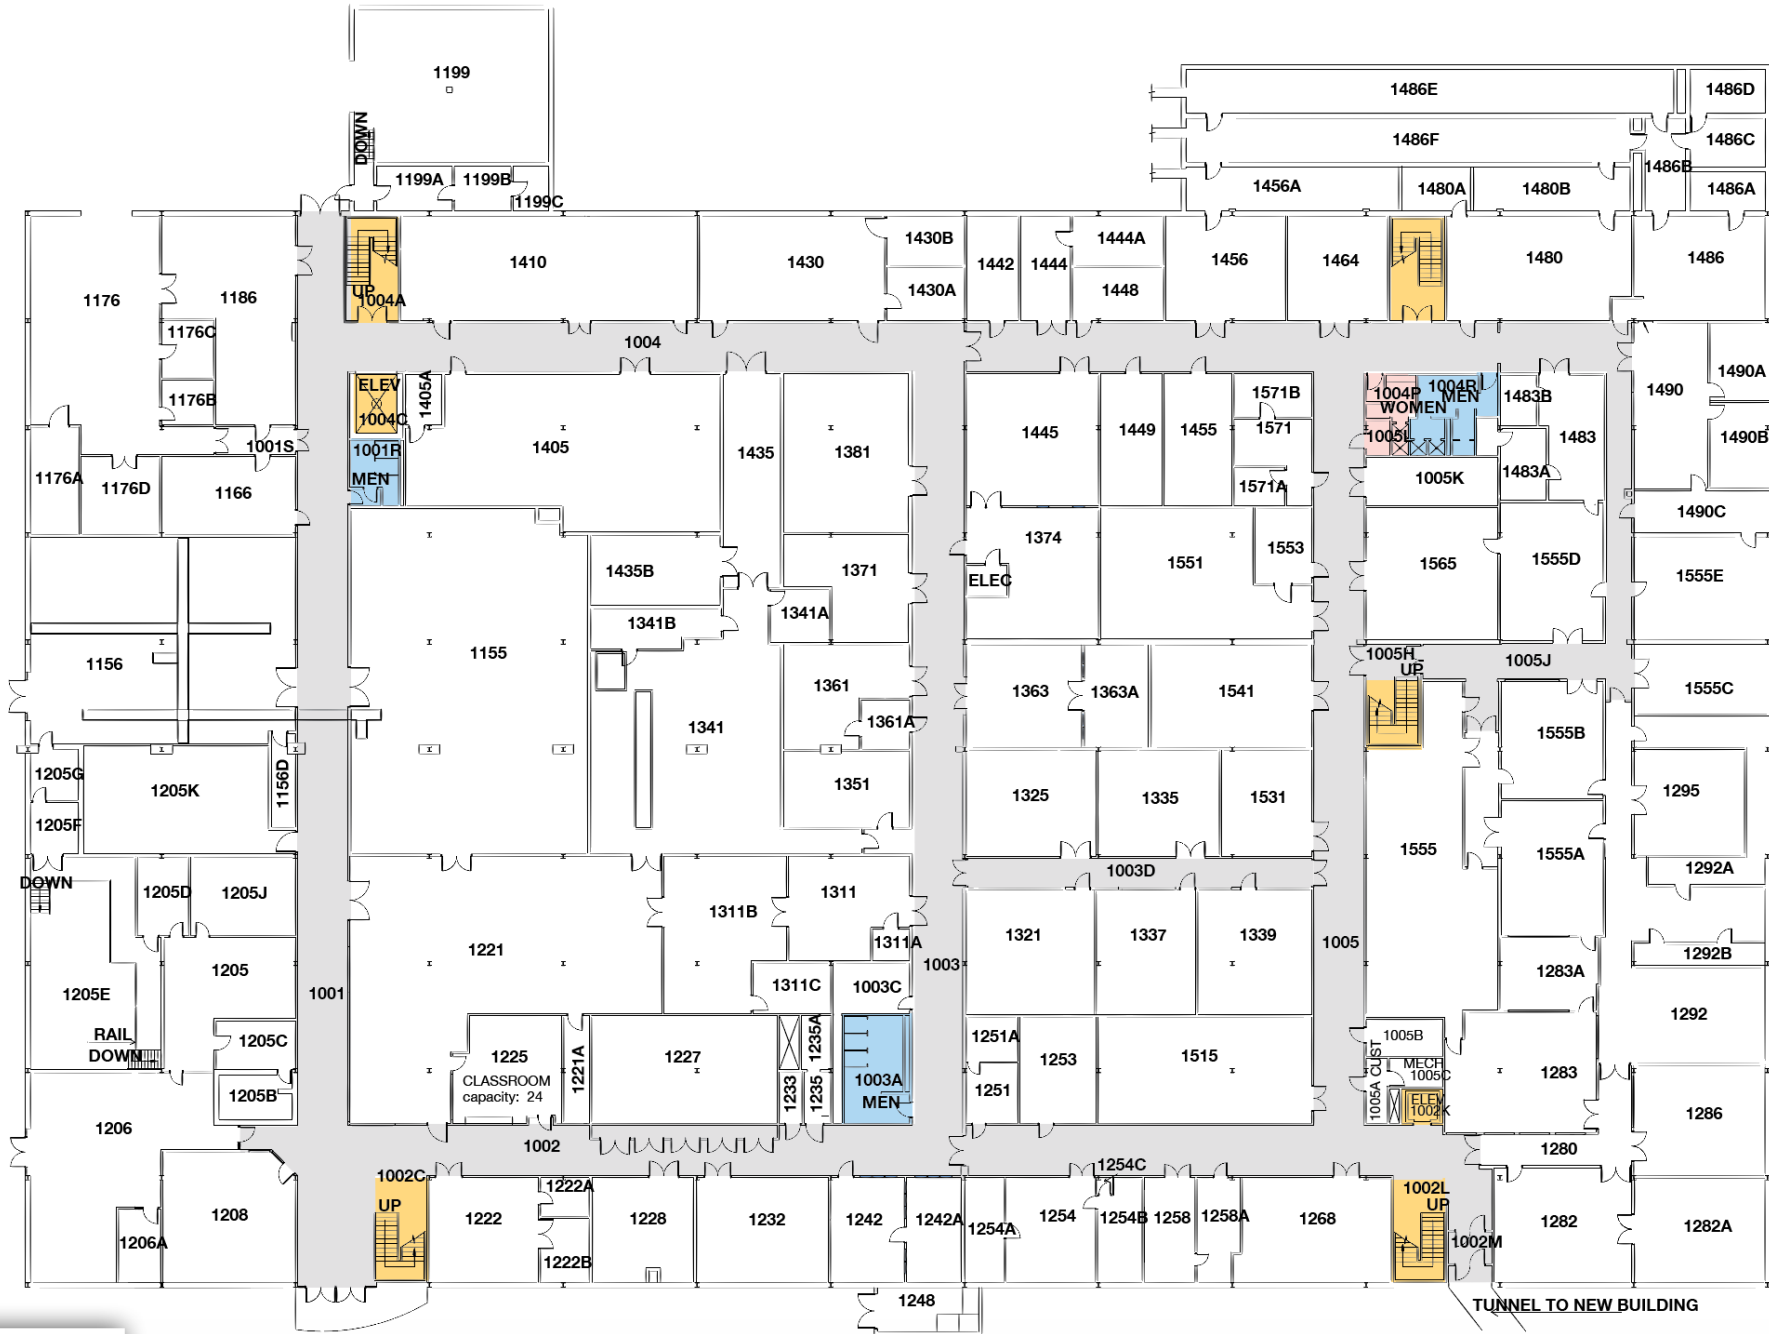 1199
DOWN
1199A
1199B
1199C
1486E
1486D
1486F
1486C
1486B
1456A
1480A
1480B
1486A
1176
1186
1176C
1176B
1001S
1176A
1176D
1166
UP
1004A
1410
1430
1430B
1430A
1442
1444
1444A
1448
1456
1464
1480
1486
1004
ELEV
1004C
1405A
1001R
MEN
1405
1435
1381
1445
1449
1455
1571B
1571
1571A
1004P
WOMEN
1004R
MEN
1005L
1005K
1483B
1483
1483A
1490
1490A
1490B
1490C
1435B
1371
1341A
1341B
1374
ELEC
1551
1553
1565
1555D
1555E
1156
1155
1361
1361A
1341
1351
1363
1363A
1541
1005H
UP
1005J
1555C
1555B
1205G
1205K
1156D
1205F
1325
1335
1531
1295
1555
1555A
1292A
DOWN
1205D
1205J
1003D
1311B
1311
1311A
1221
1321
1337
1339
1005
1292B
1205
1205E
1001
1311C
1003C
1003
1283A
1292
RAIL
DOWN
1205C
1205B
1225
CLASSROOM
capacity: 24
1221A
1227
1235A
1233
1235
1003A
MEN
1251A
1251
1253
1515
1005B
1005A CUST
MECH
1005C
ELEV
1002K
1283
1286
1206
1002
1280
1002C
UP
1254C
1002L
UP
1208
1206A
1222
1222A
1222B
1228
1232
1242
1242A
1254A
1254
1254B
1258
1258A
1268
1002M
1282
1282A
1248
TUNNEL TO NEW BUILDING